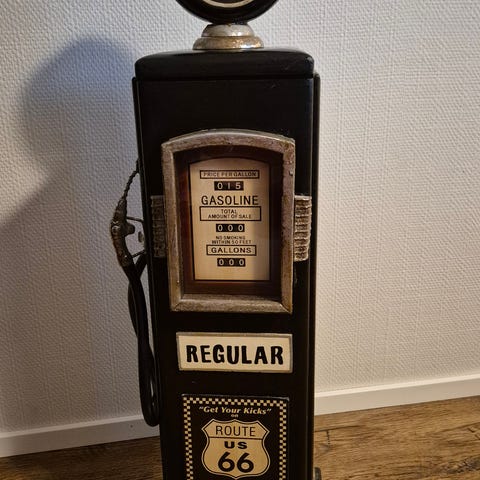 PRICE PER GALLON
015
GASOLINE
TOTAL
AMOUNT OF SALE
000
NO SMOKING
WITHIN 50 FEET
GALLONS
000
REGULAR
"Get Your Kicks"
on
ROUTE
US
66